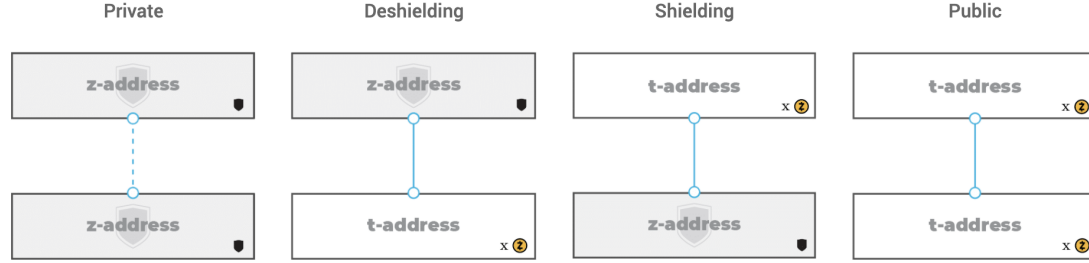 Private Deshielding Shielding Public
z-address z-address t-address t-address
x x
z-address t-address z-address t-address
x x